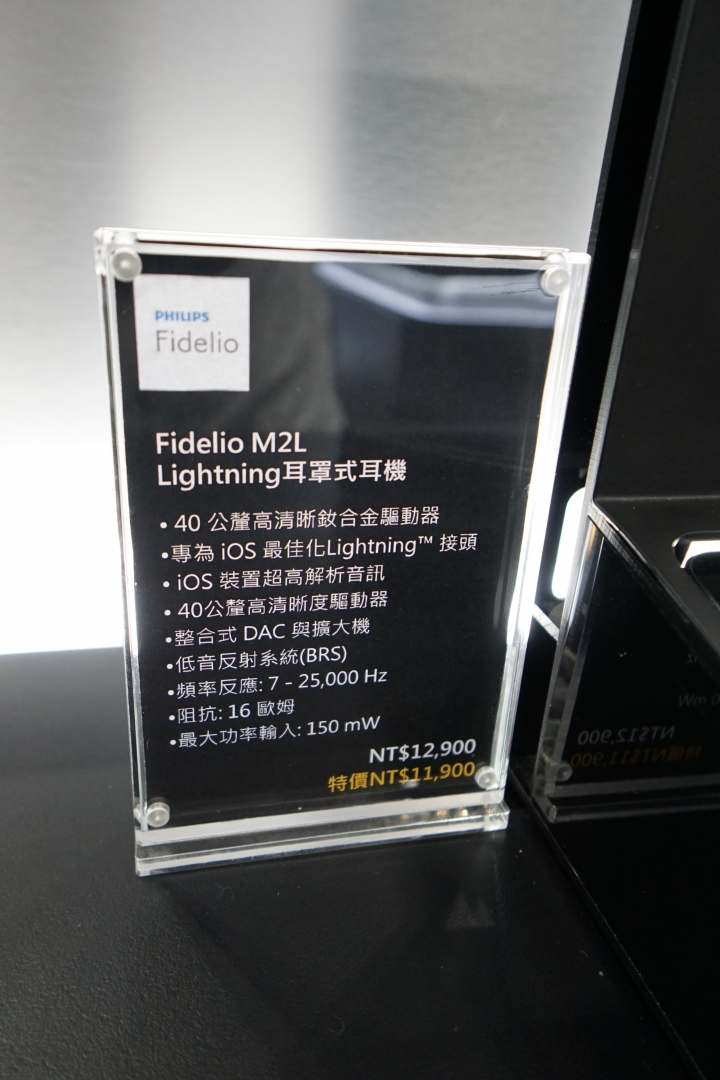 PHILIPS
Fidelio
Fidelio M2L
Lightning耳罩式耳機
• 40 公釐高清晰釹合金驅動器
•專為 iOS 最佳化Lightning™ 接頭
• iOS 裝置超高解析音訊
• 40公釐高清晰度驅動器
•整合式 DAC 與擴大機
•低音反射系統(BRS)
•頻率反應: 7 - 25,000 Hz
•阻抗: 16 歐姆
•最大功率輸入: 150 mW
NT$12,900
特價NT$11,900